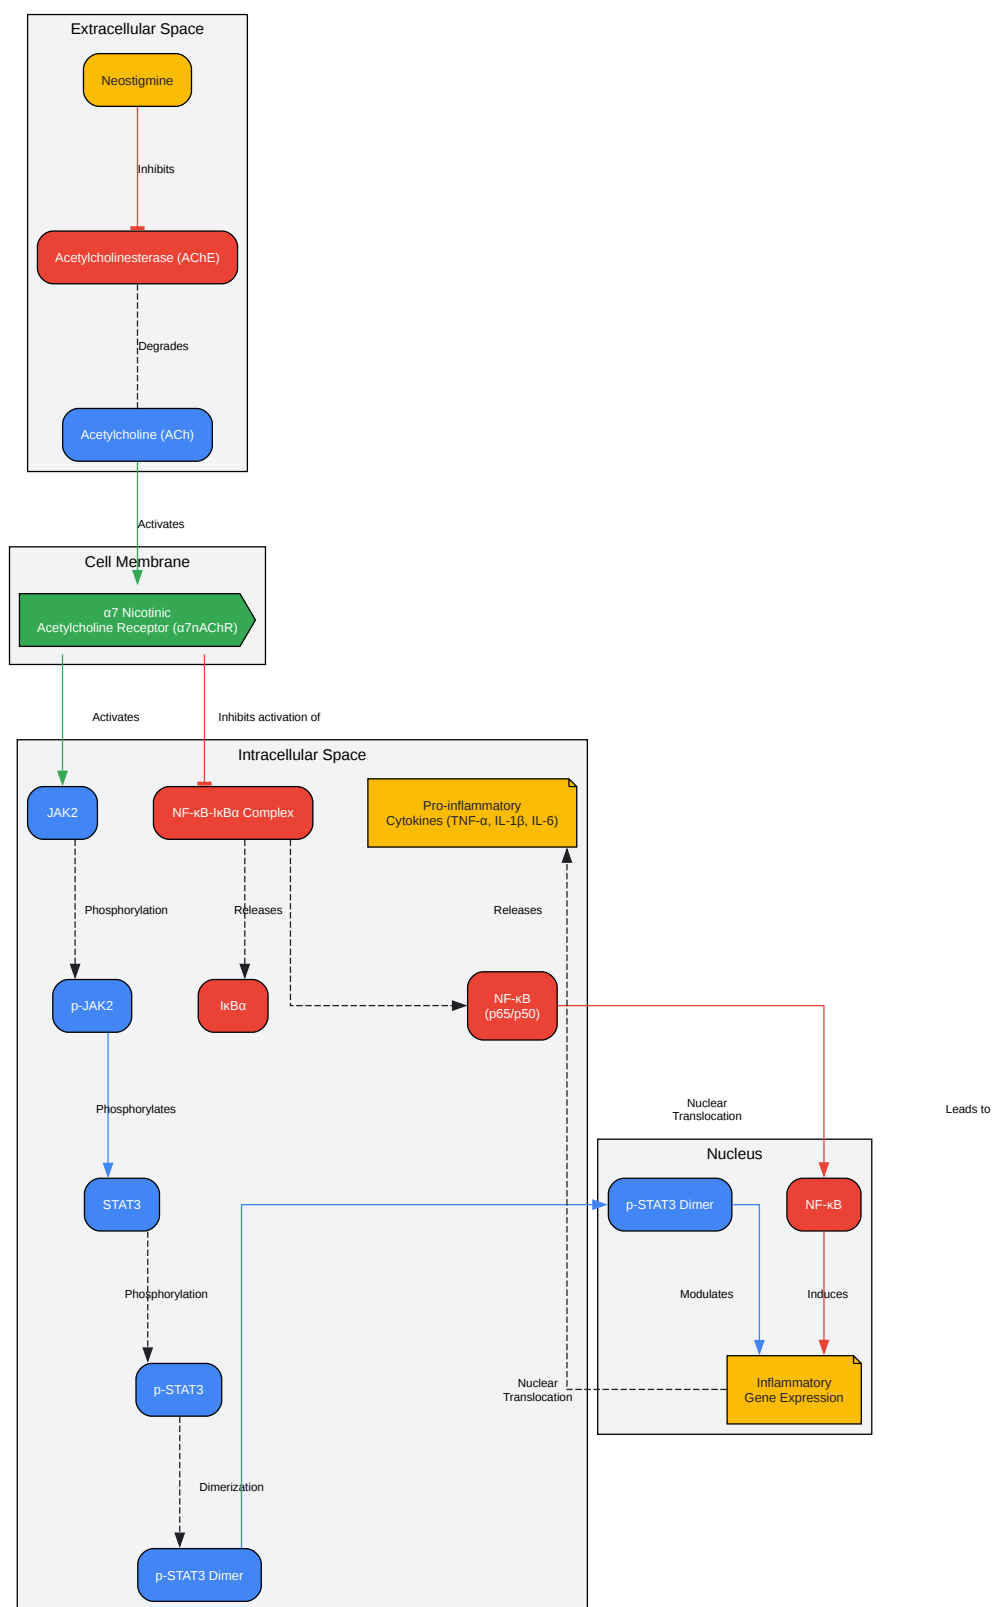 Extracellular Space
Neostigmine
Inhibits
Acetylcholinesterase (AChE)
Degrades
Acetylcholine (ACh)
Activates
Cell Membrane
α7 Nicotinic
Acetylcholine Receptor (α7nAChR)
Activates
Inhibits activation of
Intracellular Space
JAK2
NF-κB-IκBα Complex
Pro-inflammatory
Cytokines (TNF-α, IL-1β, IL-6)
Phosphorylation
Releases
Releases
p-JAK2
IκBα
NF-κB
(p65/p50)
Phosphorylates
Nuclear
Translocation
Leads to
Nucleus
STAT3
p-STAT3 Dimer
NF-κB
Phosphorylation
Modulates
Induces
p-STAT3
Nuclear
Translocation
Inflammatory
Gene Expression
Dimerization
p-STAT3 Dimer